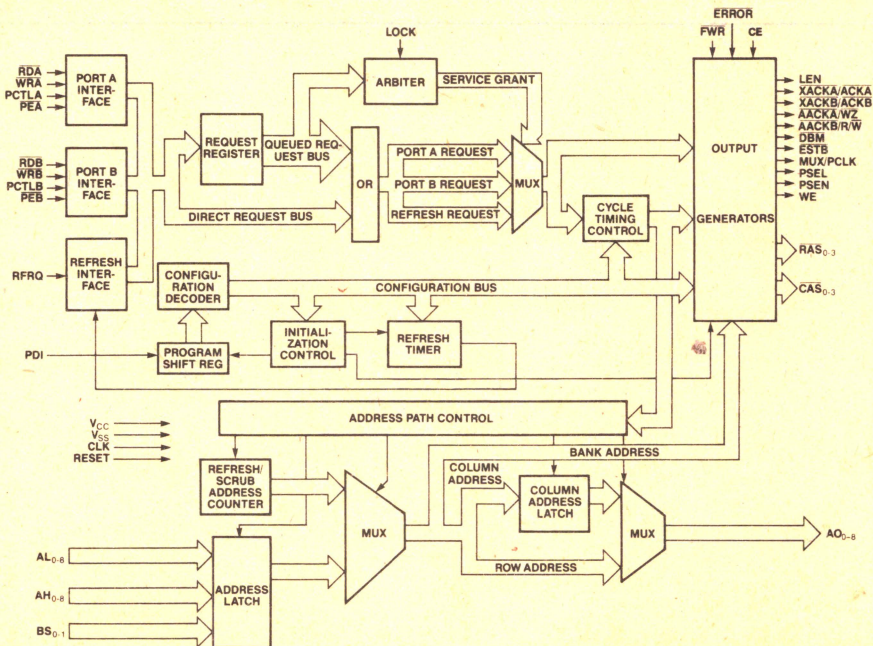 ERROR
LOCK
FWR
CE
RDA
WRA
PCTLA
PEA
PORT A
INTER-
FACE
ARBITER
SERVICE GRANT
LEN
XACKA/ACKA
XACKB/ACKB
AACKA/WZ
AACKB/R/W
DBM
ESTB
MUX/PCLK
PSEL
PSEN
WE
REQUEST
REGISTER
QUEUED RE-
QUEST BUS
OR
PORT A REQUEST
PORT B REQUEST
REFRESH REQUEST
MUX
OUTPUT
GENERATORS
RDB
WRB
PCTLB
PEB
PORT B
INTER-
FACE
DIRECT REQUEST BUS
CYCLE
TIMING
CONTROL
RAS0-3
CAS0-3
RFRQ
REFRESH
INTER-
FACE
CONFIGU-
RATION
DECODER
CONFIGURATION BUS
PDI
PROGRAM
SHIFT REG
INITIALI-
ZATION
CONTROL
REFRESH
TIMER
VCC
VSS
CLK
RESET
ADDRESS PATH CONTROL
BANK ADDRESS
REFRESH/
SCRUB
ADDRESS
COUNTER
COLUMN
ADDRESS
COLUMN
ADDRESS
LATCH
MUX
MUX
AO0-8
ROW ADDRESS
AL0-8
AH0-8
BS0-1
ADDRESS
LATCH